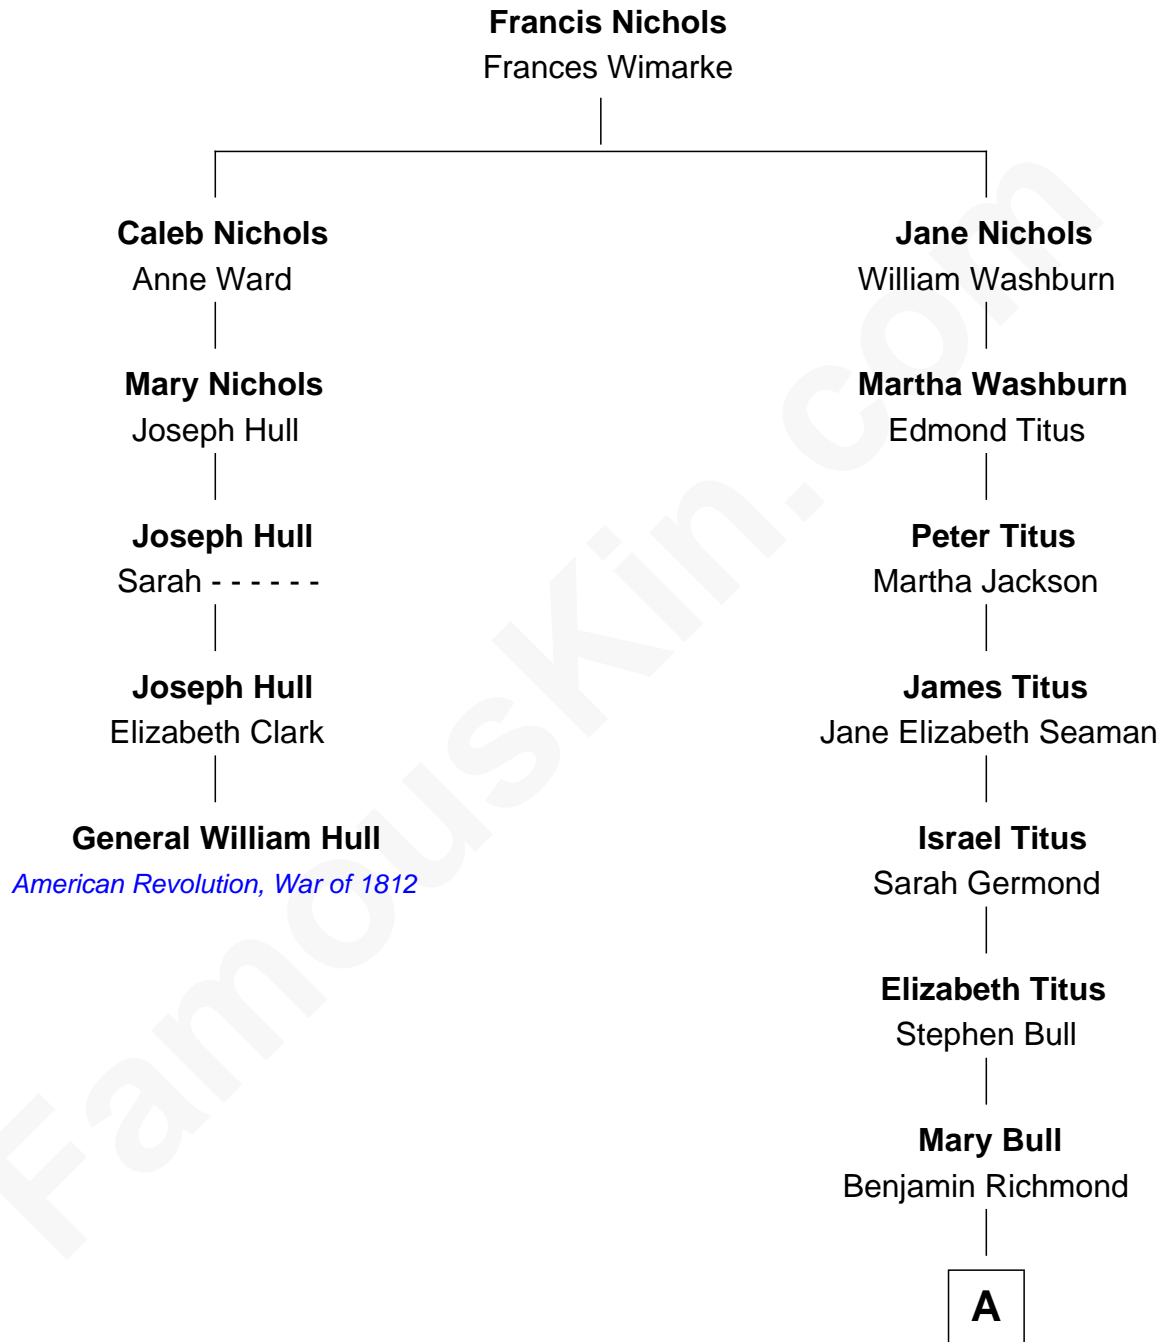 Francis Nichols
Frances Wimarke
Caleb Nichols
Anne Ward
Jane Nichols
William Washburn
Mary Nichols
Joseph Hull
Martha Washburn
Edmond Titus
Joseph Hull
Sarah - - - - - -
Peter Titus
Martha Jackson
Joseph Hull
Elizabeth Clark
James Titus
Jane Elizabeth Seaman
General William Hull
American Revolution, War of 1812
Israel Titus
Sarah Germond
Elizabeth Titus
Stephen Bull
Mary Bull
Benjamin Richmond
A
FamousKin.com